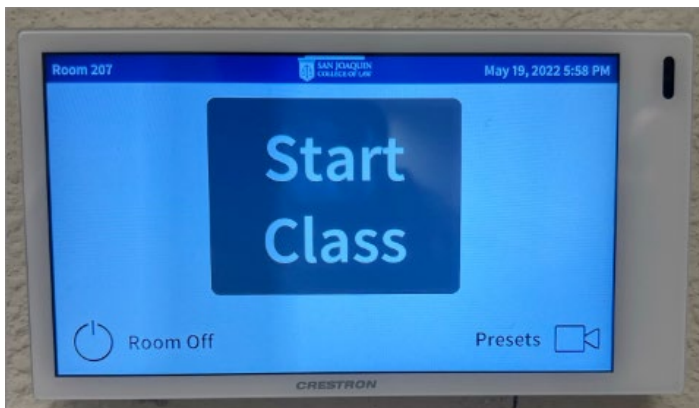 Room 207
SAN JOAQUIN
COLLEGE OF LAW
May 19, 2022 5:58 PM
Start
Class
Room Off
Presets
CRESTRON